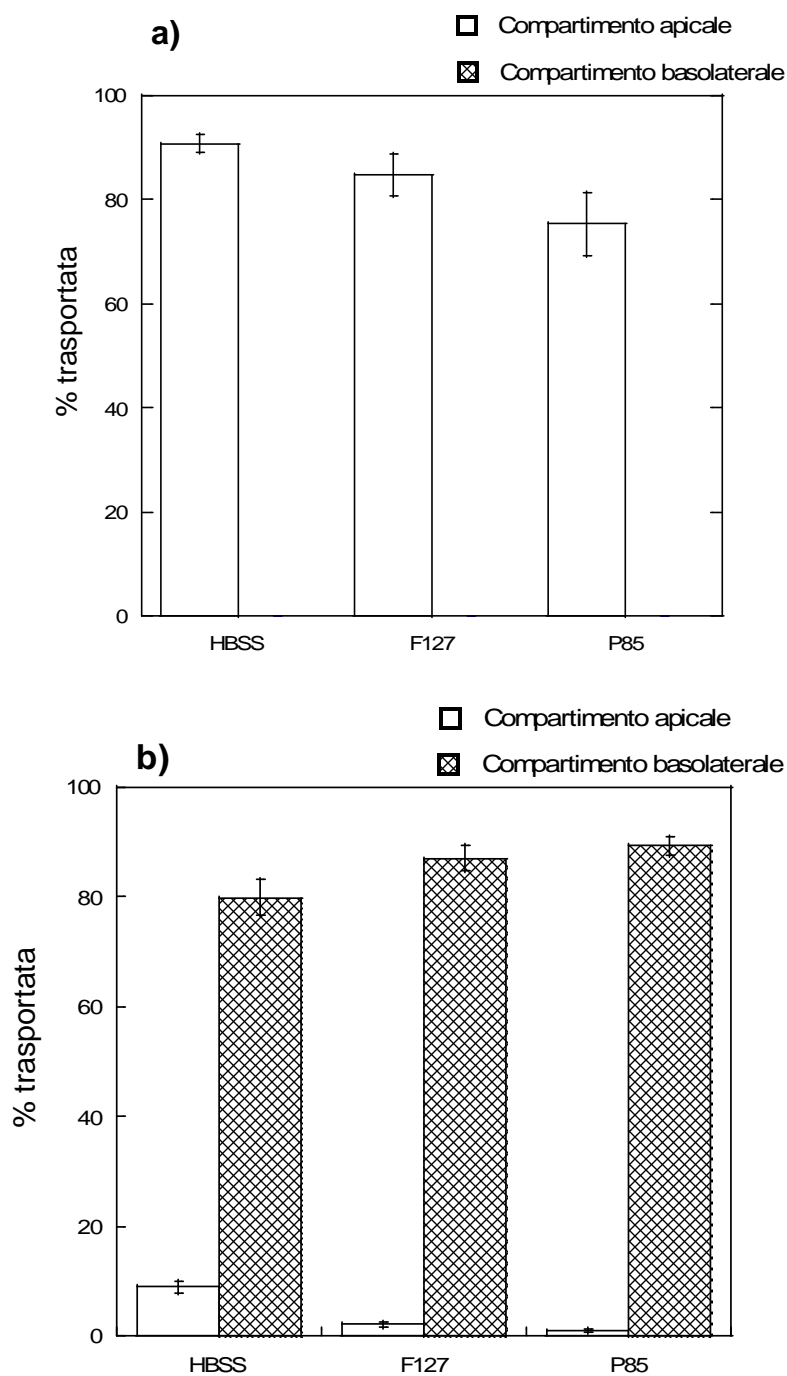 a)
Compartimento apicale
Compartimento basolaterale
100
80
60
40
20
0
% trasportata
HBSS F127 P85
b)
Compartimento apicale
Compartimento basolaterale
100
80
60
40
20
0
% trasportata
HBSS F127 P85